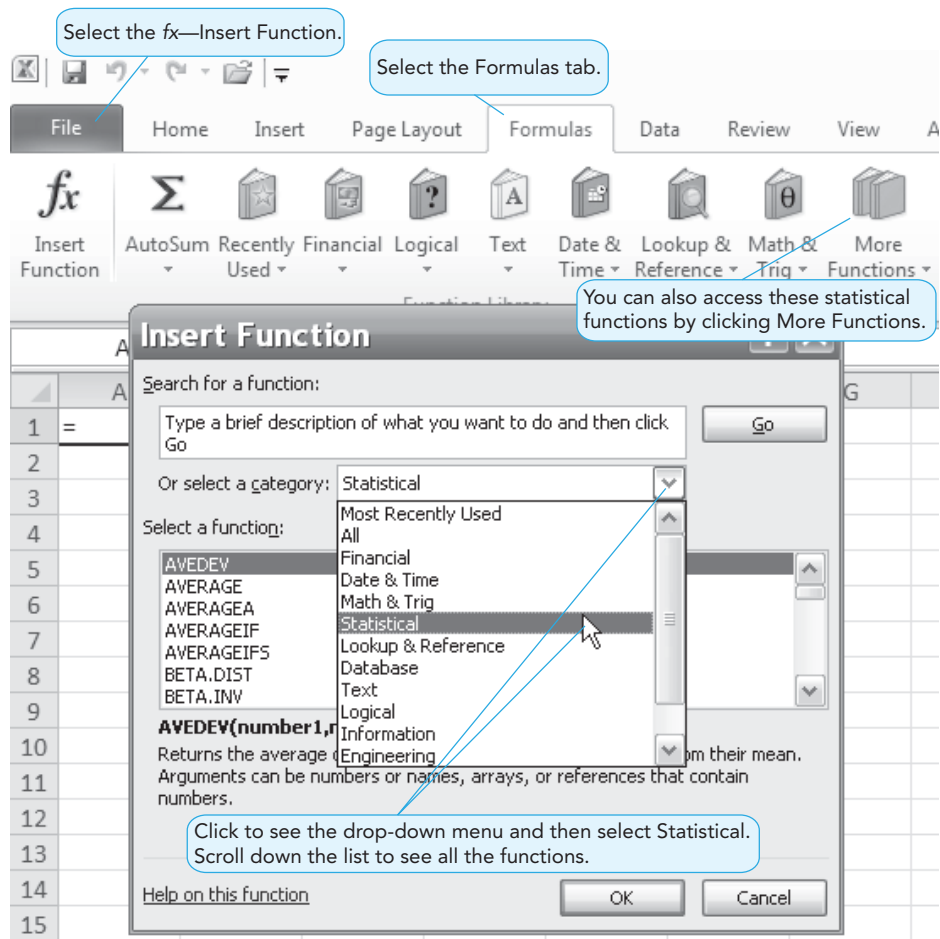 Select the fx—Insert Function.
Select the Formulas tab.
File Home Insert Page Layout Formulas Data Review View
fx Σ ? A θ
Insert Function
AutoSum
Recently Used
Financial
Logical
Text
Date & Time
Lookup & Reference
Math & Trig
More Functions
You can also access these statistical
functions by clicking More Functions.
Insert Function
A G
Search for a function:
Type a brief description of what you want to do and then click
Go
Go
Or select a category: Statistical
Most Recently Used
All
Financial
Date & Time
Math & Trig
Statistical
Lookup & Reference
Database
Text
Logical
Information
Engineering
Select a function:
AVEDEV
AVERAGE
AVERAGEA
AVERAGEIF
AVERAGEIFS
BETA.DIST
BETA.INV
AVEDEV(number1,
Returns the average their mean.
Arguments can be numbers or names, arrays, or references that contain
numbers.
Click to see the drop-down menu and then select Statistical.
Scroll down the list to see all the functions.
Help on this function
OK
Cancel
1 =
2
3
4
5
6
7
8
9
10
11
12
13
14
15